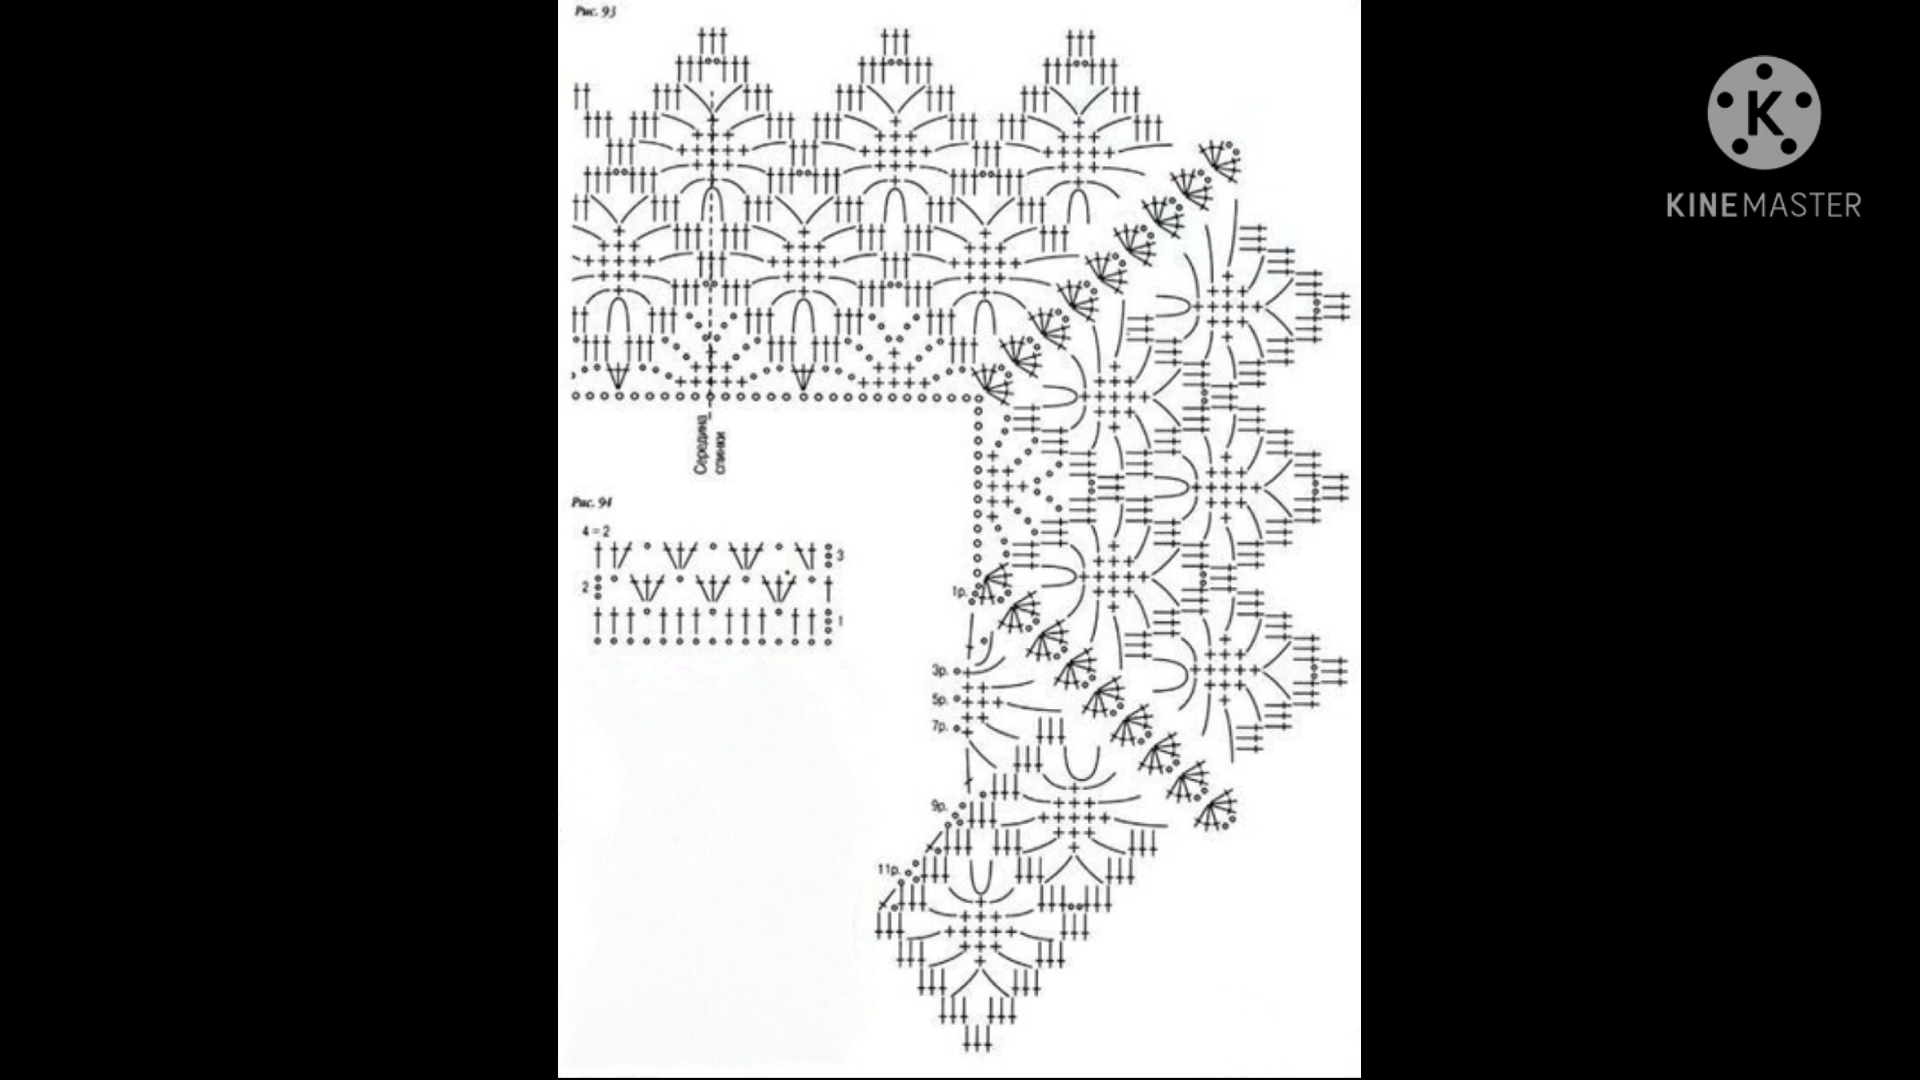 Рис. 93
K
KINEMASTER
Середина
спинки
Рис. 94
4=2
3
2
1
1р.
3р.
5р.
7р.
9р.
11р.